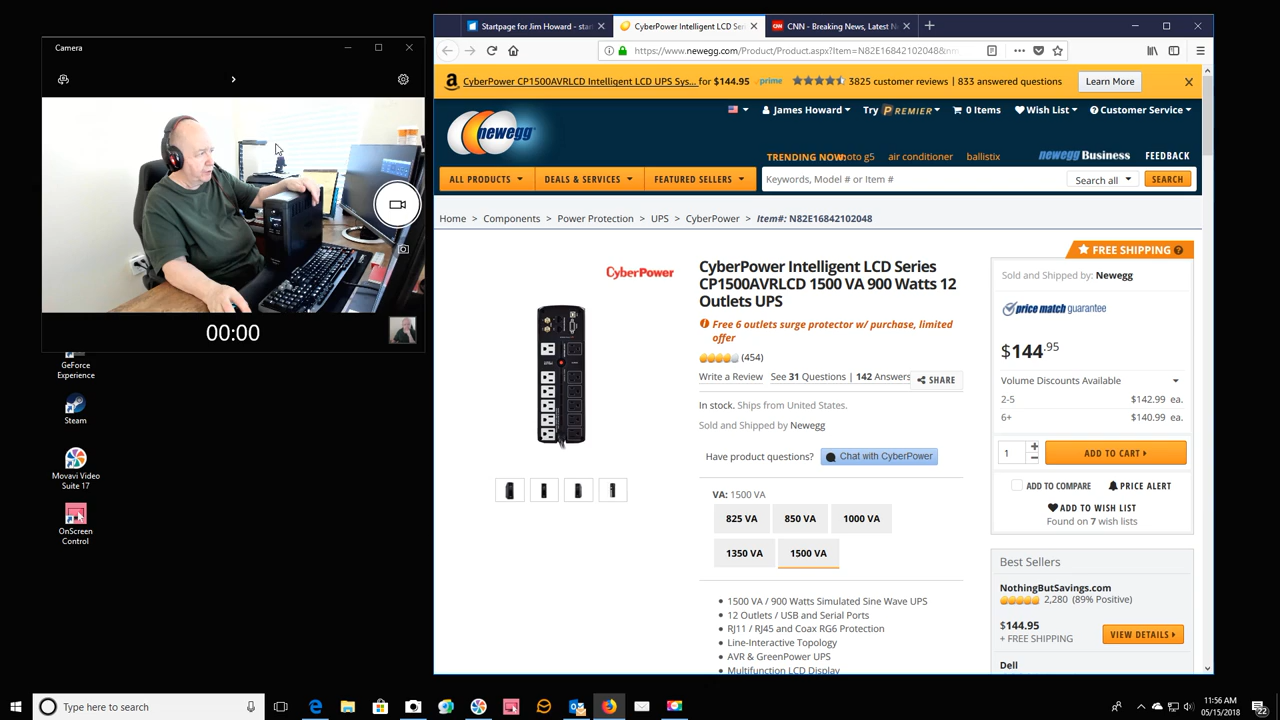 Startpage for Jim Howard - star
CyberPower Intelligent LCD Seri
CNN - Breaking News, Latest N
Camera
https://www.newegg.com/Product/Product.aspx?Item=N82E16842102048&nm
CyberPower CP1500AVRLCD Intelligent LCD UPS Sys... for $144.95 prime 3825 customer reviews | 833 answered questions Learn More
James Howard Try PREMIER 0 Items Wish List Customer Service
newegg
TRENDING NOW: moto g5 air conditioner ballistix newegg Business FEEDBACK
ALL PRODUCTS DEALS & SERVICES FEATURED SELLERS Keywords, Model # or Item # Search all SEARCH
Home > Components > Power Protection > UPS > CyberPower > Item#: N82E16842102048
FREE SHIPPING
CyberPower
CyberPower Intelligent LCD Series
CP1500AVRLCD 1500 VA 900 Watts 12
Outlets UPS
Free 6 outlets surge protector w/ purchase, limited
offer
(454)
Write a Review See 31 Questions | 142 Answers SHARE
In stock. Ships from United States.
Sold and Shipped by Newegg
Have product questions? Chat with CyberPower
VA: 1500 VA
825 VA 850 VA 1000 VA
1350 VA 1500 VA
1500 VA / 900 Watts Simulated Sine Wave UPS
12 Outlets / USB and Serial Ports
RJ11 / RJ45 and Coax RG6 Protection
Line-Interactive Topology
AVR & GreenPower UPS
Multifunction LCD Display
Sold and Shipped by: Newegg
price match guarantee
$144.95
Volume Discounts Available
2-5 $142.99 ea.
6+ $140.99 ea.
1 ADD TO CART
ADD TO COMPARE PRICE ALERT
ADD TO WISH LIST
Found on 7 wish lists
Best Sellers
NothingButSavings.com
2,280 (89% Positive)
$144.95
+ FREE SHIPPING VIEW DETAILS
Dell
00:00
GeForce
Experience
Steam
Movavi Video
Suite 17
OnScreen
Control
Type here to search
11:56 AM
05/15/2018
22